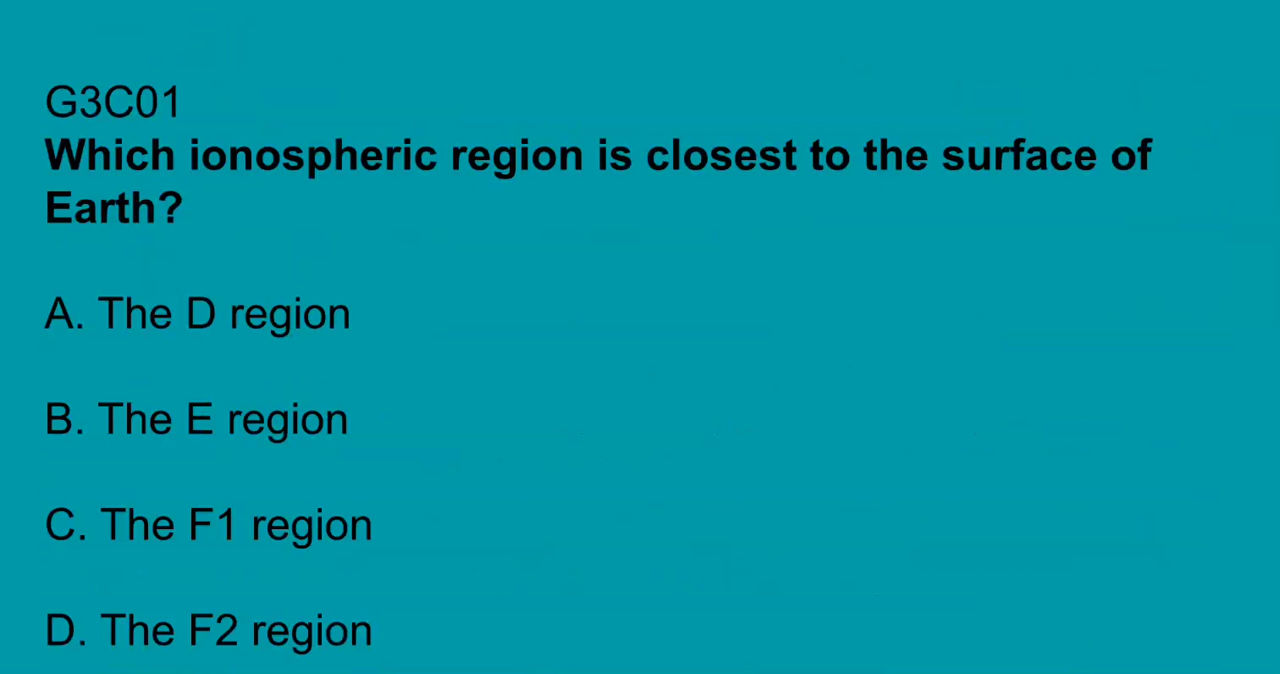 G3C01
Which ionospheric region is closest to the surface of
Earth?
A. The D region
B. The E region
C. The F1 region
D. The F2 region